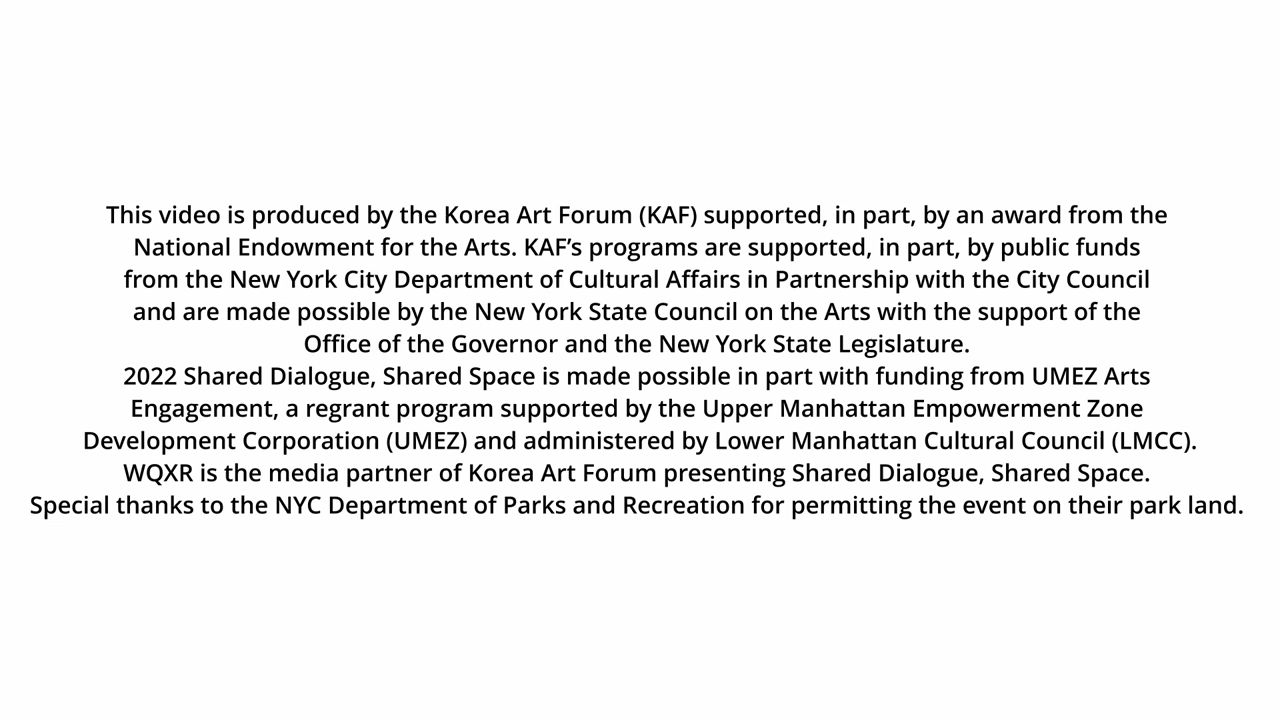 This video is produced by the Korea Art Forum (KAF) supported, in part, by an award from the
National Endowment for the Arts. KAF’s programs are supported, in part, by public funds
from the New York City Department of Cultural Affairs in Partnership with the City Council
and are made possible by the New York State Council on the Arts with the support of the
Office of the Governor and the New York State Legislature.
2022 Shared Dialogue, Shared Space is made possible in part with funding from UMEZ Arts
Engagement, a regrant program supported by the Upper Manhattan Empowerment Zone
Development Corporation (UMEZ) and administered by Lower Manhattan Cultural Council (LMCC).
WQXR is the media partner of Korea Art Forum presenting Shared Dialogue, Shared Space.
Special thanks to the NYC Department of Parks and Recreation for permitting the event on their park land.